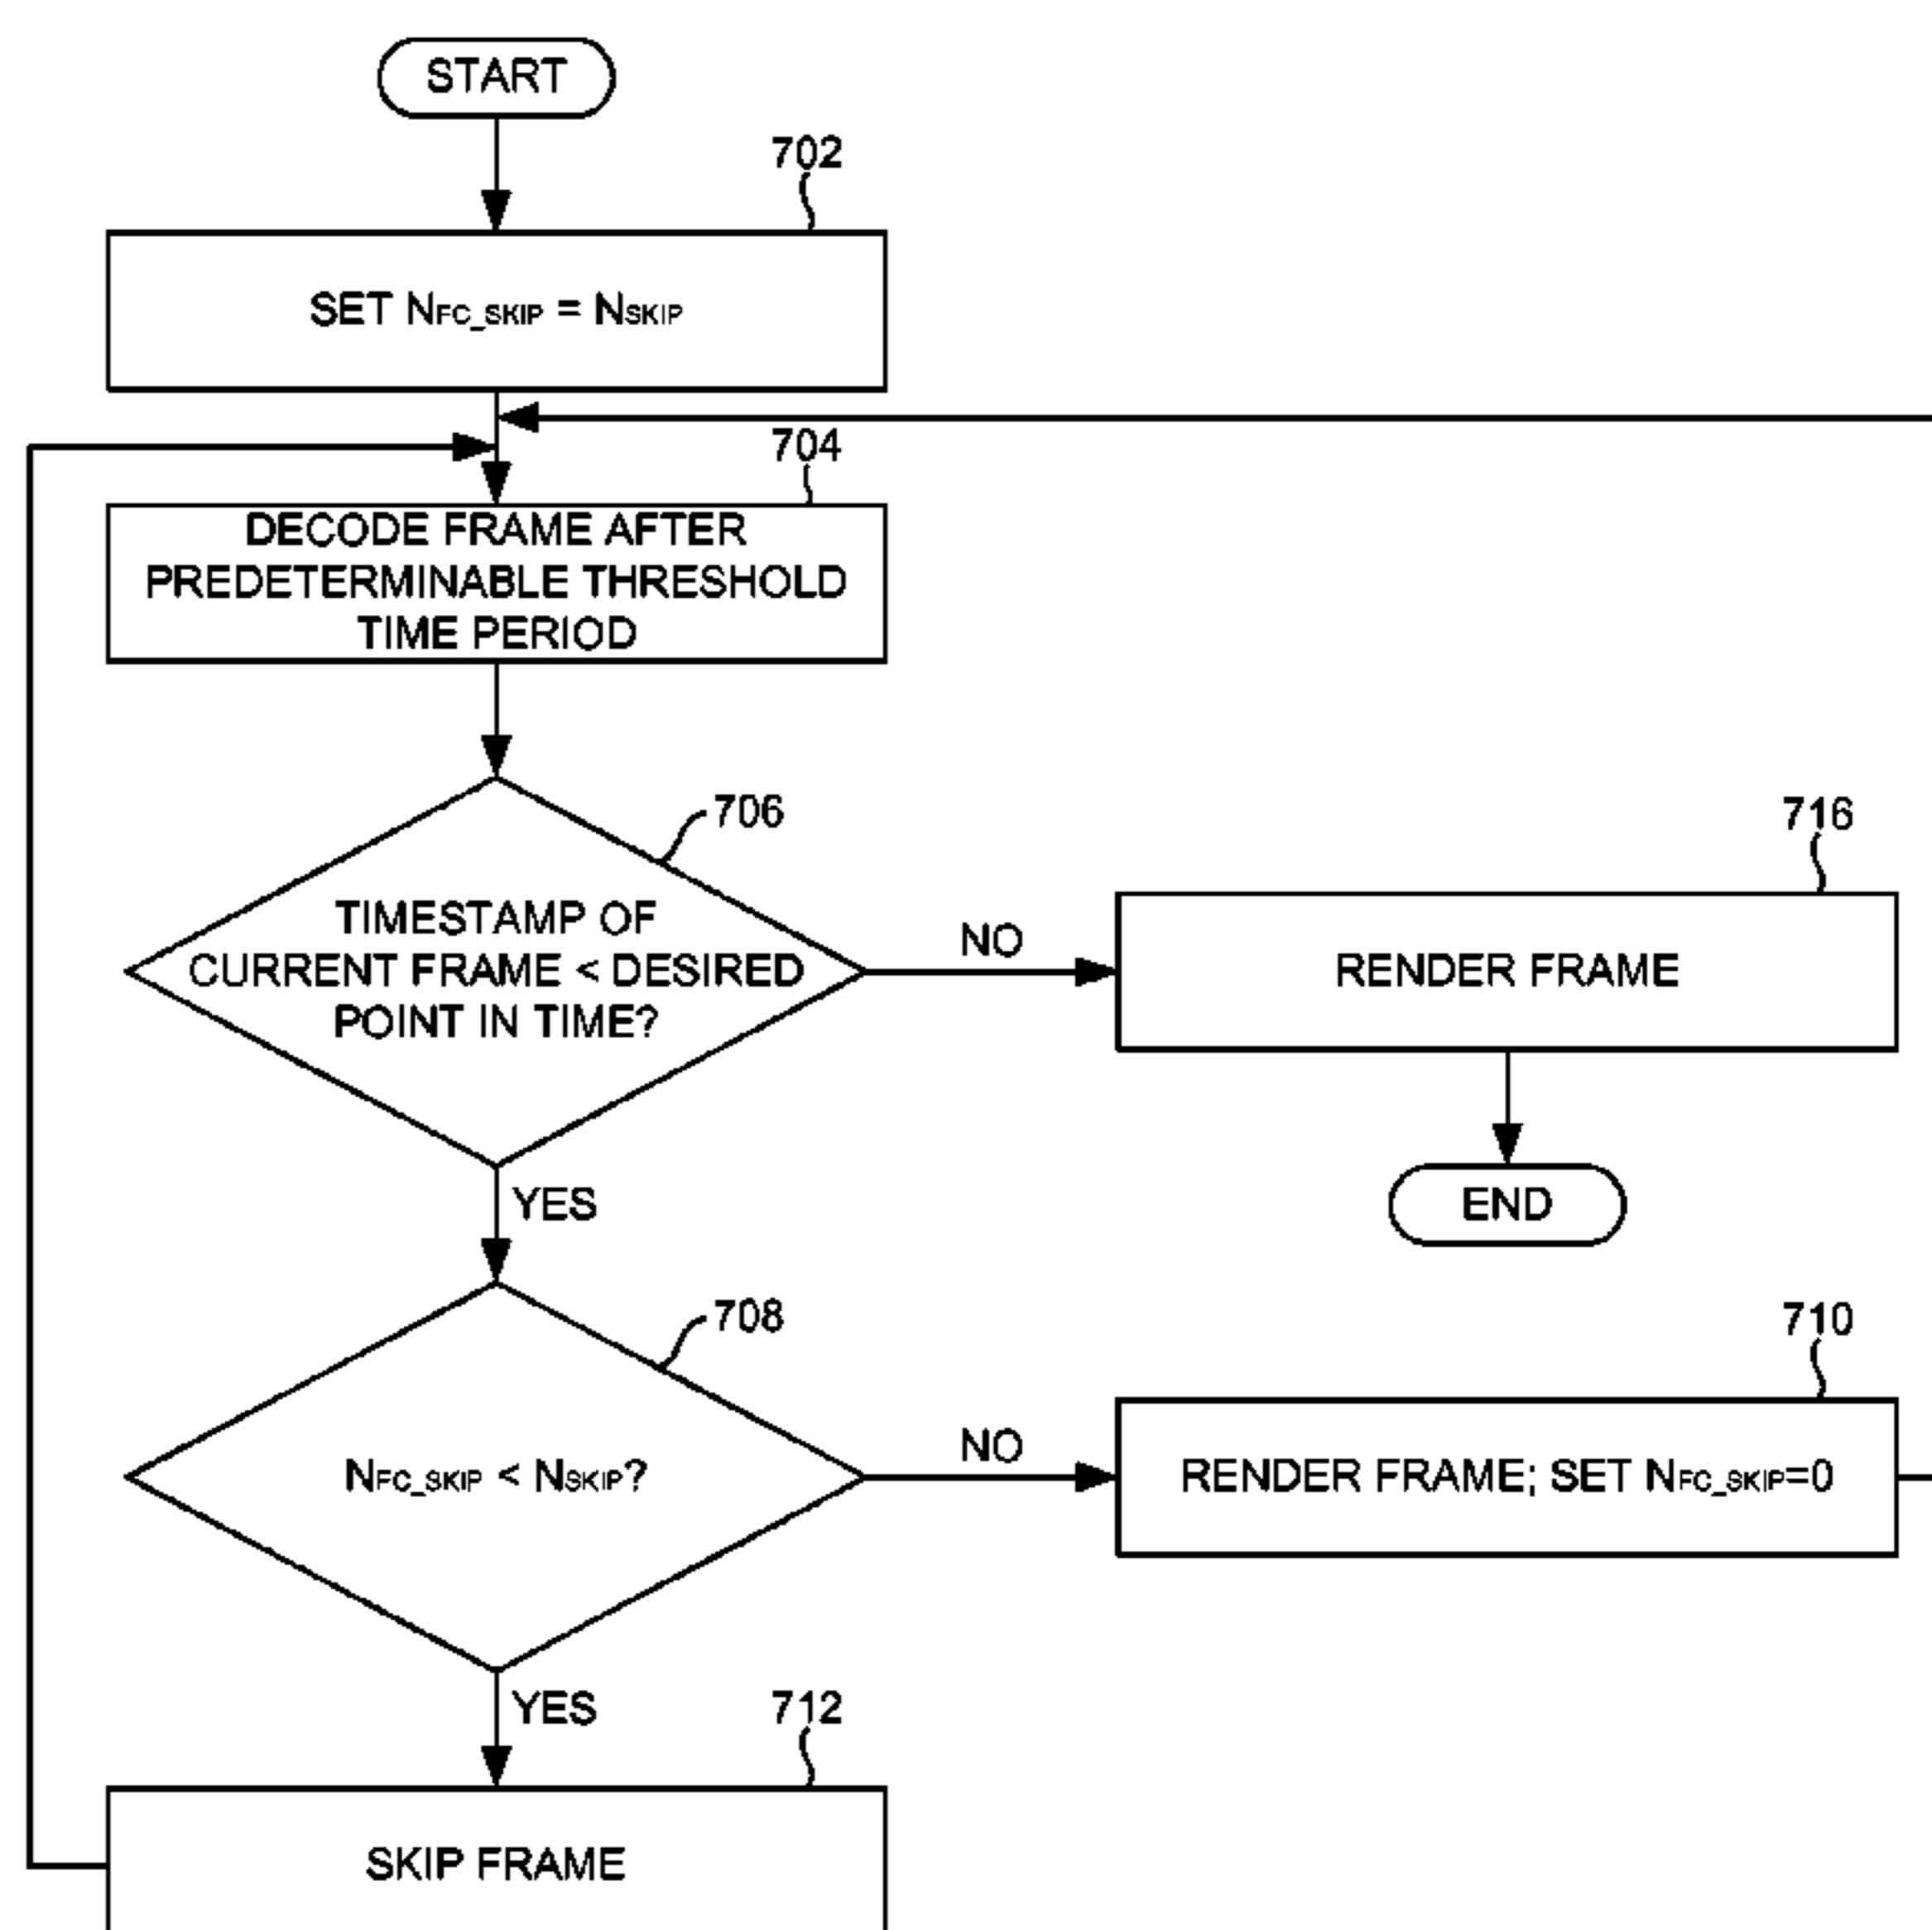 START
702
SET NFC_SKIP = NSKIP
704
DECODE FRAME AFTER
PREDETERMINABLE THRESHOLD
TIME PERIOD
706
TIMESTAMP OF
CURRENT FRAME < DESIRED
POINT IN TIME?
NO
716
RENDER FRAME
END
YES
708
NFC_SKIP < NSKIP?
NO
710
RENDER FRAME; SET NFC_SKIP=0
YES
712
SKIP FRAME